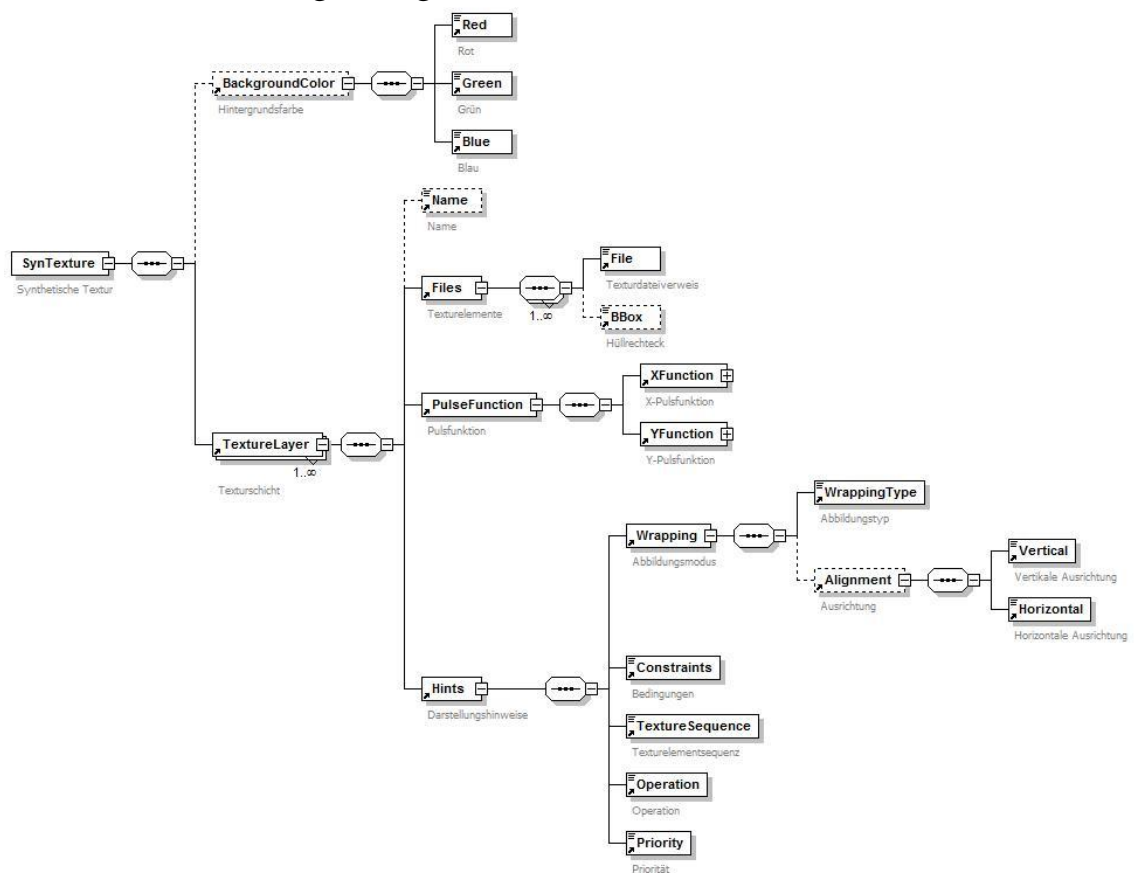 Red
Rot
BackgroundColor
Hintergrundsfarbe
Green
Grün
Blue
Blau
Name
Name
SynTexture
Synthetische Textur
Files
Texturelemente
1..∞
File
Texturdateiverweis
BBox
Hüllrechteck
PulseFunction
Pulsfunktion
XFunction
X-Pulsfunktion
YFunction
Y-Pulsfunktion
TextureLayer
1..∞
Texturschicht
Wrapping
Abbildungsmodus
WrappingType
Abbildungstyp
Alignment
Ausrichtung
Vertical
Vertikale Ausrichtung
Horizontal
Horizontale Ausrichtung
Hints
Darstellungshinweise
Constraints
Bedingungen
TextureSequence
Texturelementsequenz
Operation
Operation
Priority
Priorität